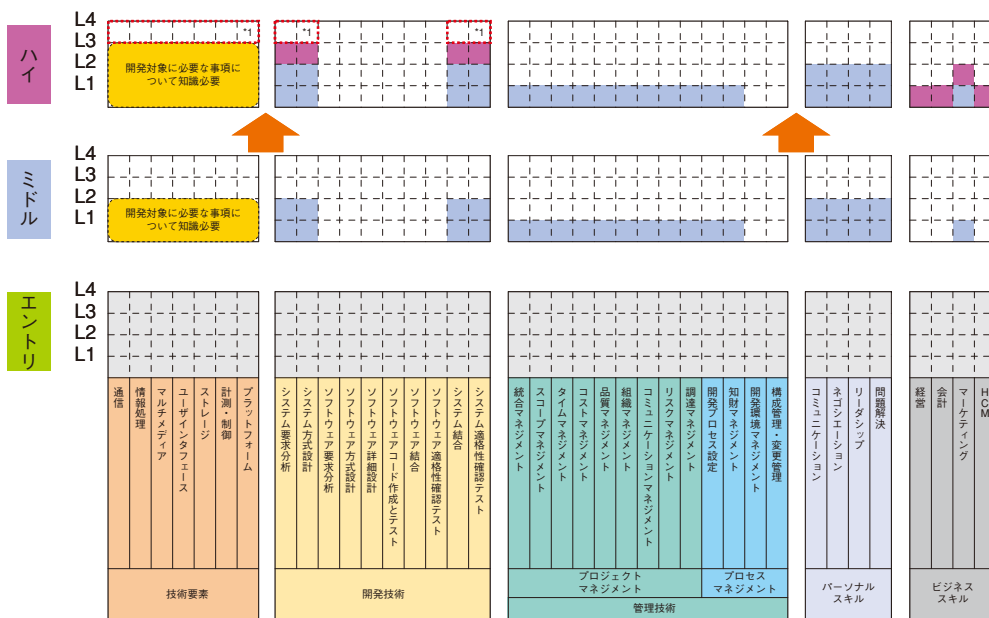 ハイ
L4
L3
L2
L1
*1
*1
*1
開発対象に必要な事項に
ついて知識必要
ミドル
L4
L3
L2
L1
開発対象に必要な事項に
ついて知識必要
エントリ
L4
L3
L2
L1
通信
情報処理
マルチメディア
ユーザインタフェース
ストレージ
計測・制御
プラットフォーム
システム要求分析
システム方式設計
ソフトウェア要求分析
ソフトウェア方式設計
ソフトウェア詳細設計
ソフトウェアコード作成とテスト
ソフトウェア結合
ソフトウェア適格性確認テスト
システム結合
システム適格性確認テスト
統合マネジメント
スコープマネジメント
タイムマネジメント
コストマネジメント
品質マネジメント
組織マネジメント
コミュニケーションマネジメント
リスクマネジメント
調達マネジメント
開発プロセス設定
知財マネジメント
開発環境マネジメント
構成管理・変更管理
コミュニケーション
ネゴシエーション
リーダシップ
問題解決
経営
会計
マーケティング
HCM
技術要素
開発技術
プロジェクト
マネジメント
プロセス
マネジメント
管理技術
パーソナル
スキル
ビジネス
スキル